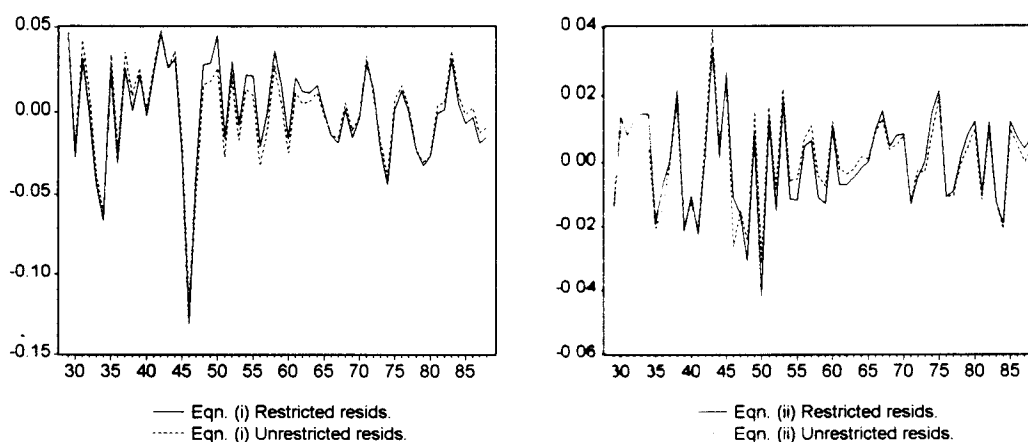 0.05
0.00
-0.05
-0.10
-0.15
30 35 40 45 50 55 60 65 70 75 80 85
Eqn. (i) Restricted resids.
Eqn. (i) Unrestricted resids.
0 04
0 02
0 00
-0 02
-0 04
-0 06
30 35 40 45 50 55 60 65 70 75 80 85
Eqn. (ii) Restricted resids.
Eqn. (ii) Unrestricted resids.